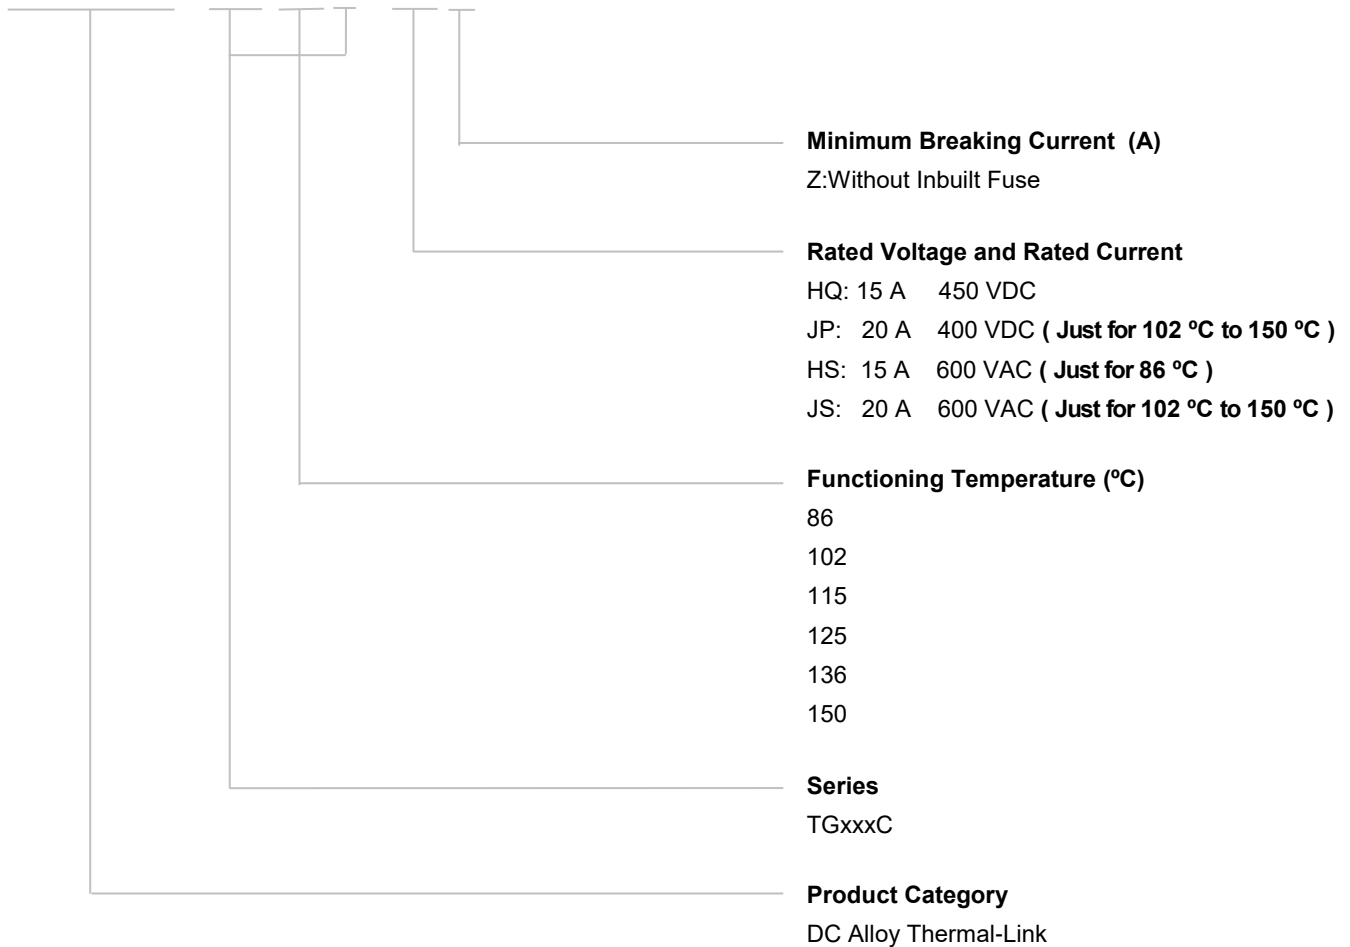 Minimum Breaking Current (A)
Z:Without Inbuilt Fuse
Rated Voltage and Rated Current
HQ: 15 A 450 VDC
JP: 20 A 400 VDC ( Just for 102 ºC to 150 ºC )
HS: 15 A 600 VAC ( Just for 86 ºC )
JS: 20 A 600 VAC ( Just for 102 ºC to 150 ºC )
Functioning Temperature (ºC)
86
102
115
125
136
150
Series
TGxxxC
Product Category
DC Alloy Thermal-Link